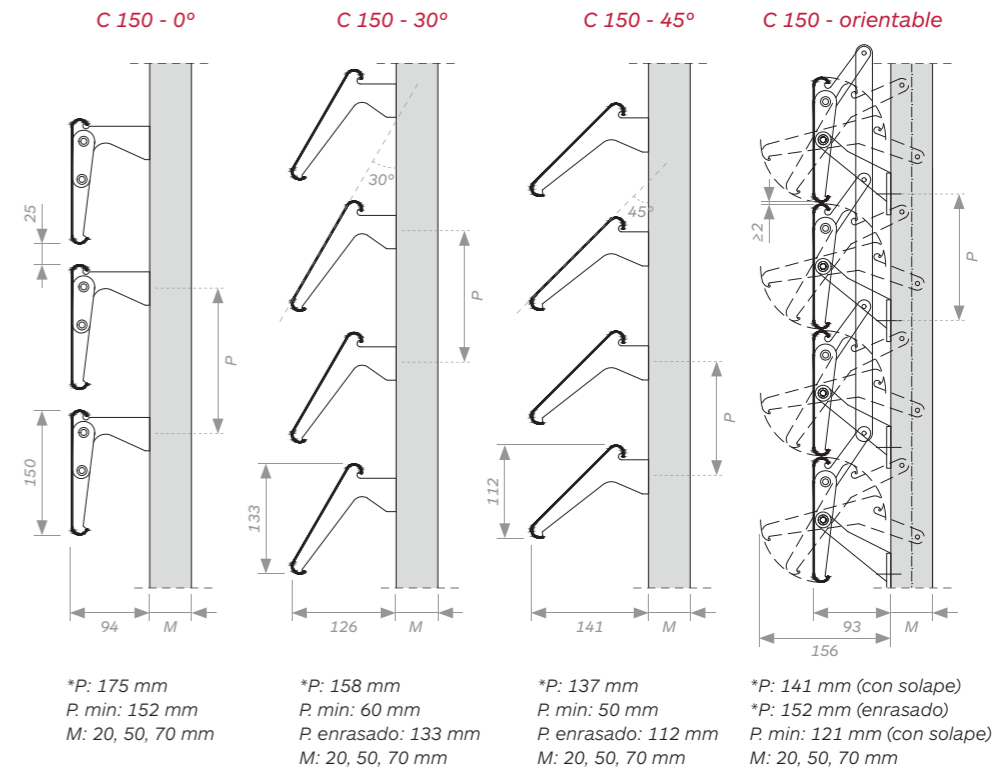 C 150 - 0º
C 150 - 30º
C 150 - 45º
C 150 - orientable
25
P
150
94
M
30º
P
133
126
M
45º
P
112
141
M
≥2
P
93
M
156
*P: 175 mm
P. min: 152 mm
M: 20, 50, 70 mm
*P: 158 mm
P. min: 60 mm
P. enrasado: 133 mm
M: 20, 50, 70 mm
*P: 137 mm
P. min: 50 mm
P. enrasado: 112 mm
M: 20, 50, 70 mm
*P: 141 mm (con solape)
*P: 152 mm (enrasado)
P. min: 121 mm (con solape)
M: 20, 50, 70 mm